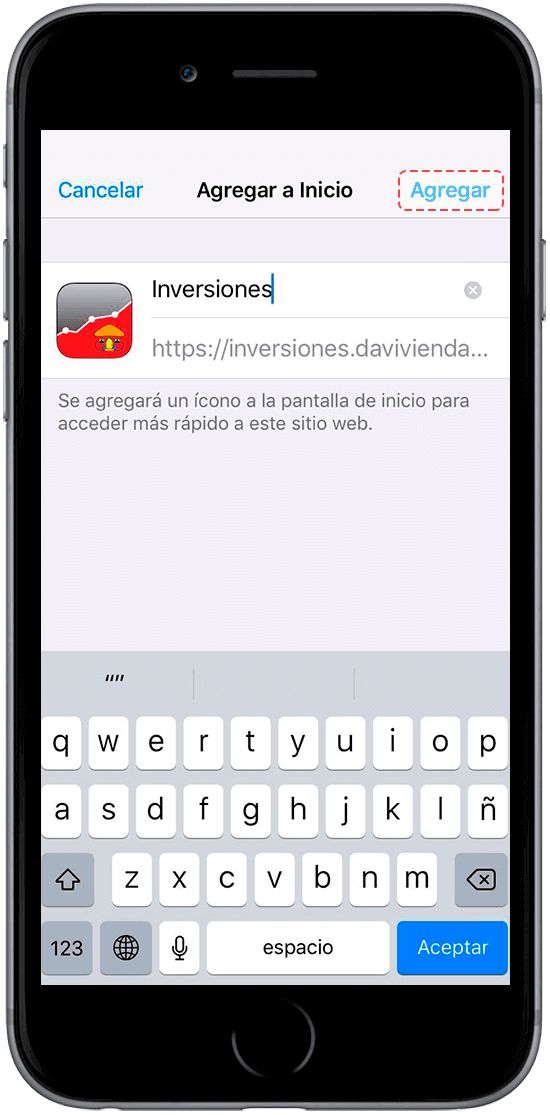 Cancelar Agregar a Inicio Agregar
Inversiones
https://inversiones.davivienda...
Se agregará un ícono a la pantalla de inicio para
acceder más rápido a este sitio web.
""
q w e r t y u i o p
a s d f g h j k l ñ
z x c v b n m
123 espacio Aceptar